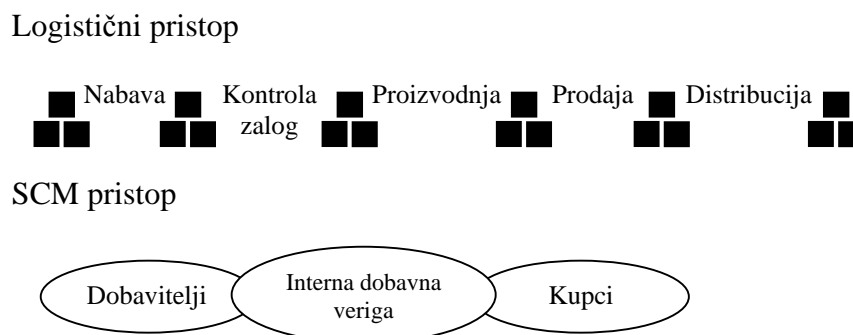 Logistični pristop
Nabava Kontrola Proizvodnja Prodaja Distribucija
zalog
SCM pristop
Dobavitelji Interna dobavna veriga Kupci